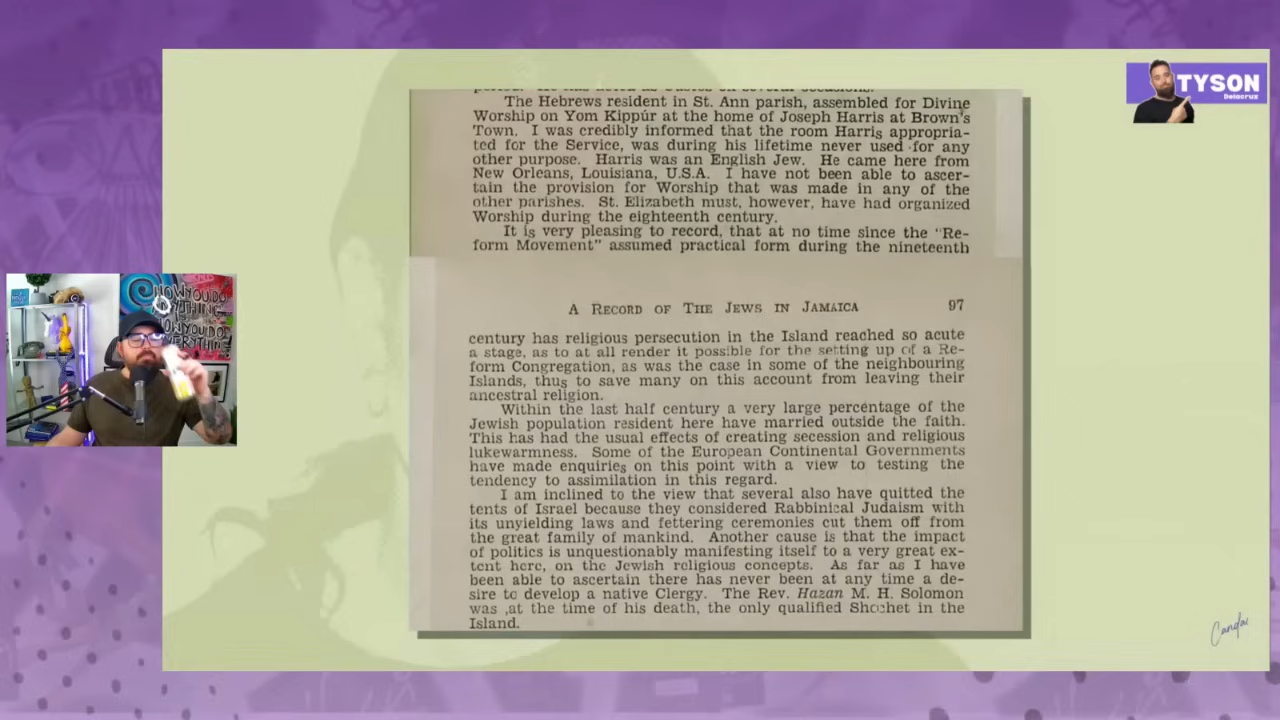 TYSON
Delacruz
The Hebrews resident in St. Ann parish, assembled for Divine
Worship on Yom Kippúr at the home of Joseph Harris at Brown's
Town. I was credibly informed that the room Harris appropria-
ted for the Service, was during his lifetime never used for any
other purpose. Harris was an English Jew. He came here from
New Orleans, Louisiana, U.S.A. I have not been able to ascer-
tain the provision for Worship that was made in any of the
other parishes. St. Elizabeth must, however, have had organized
Worship during the eighteenth century.
It is very pleasing to record, that at no time since the "Re-
form Movement" assumed practical form during the nineteenth
A RECORD OF THE JEWS IN JAMAICA 97
century has religious persecution in the Island reached so acute
a stage, as to at all render it possible for the setting up of a Re-
form Congregation, as was the case in some of the neighbouring
Islands, thus to save many on this account from leaving their
ancestral religion.
Within the last half century a very large percentage of the
Jewish population resident here have married outside the faith.
This has had the usual effects of creating secession and religious
lukewarmness. Some of the European Continental Governments
have made enquiries on this point with a view to testing the
tendency to assimilation in this regard.
I am inclined to the view that several also have quitted the
tents of Israel because they considered Rabbinical Judaism with
its unyielding laws and fettering ceremonies cut them off from
the great family of mankind. Another cause is that the impact
of politics is unquestionably manifesting itself to a very great ex-
tent here, on the Jewish religious concepts. As far as I have
been able to ascertain there has never been at any time a de-
sire to develop a native Clergy. The Rev. Hazan M. H. Solomon
was ,at the time of his death, the only qualified Shochet in the
Island.
HOW YOU DO
HOW YOU DO
EVERYTHING